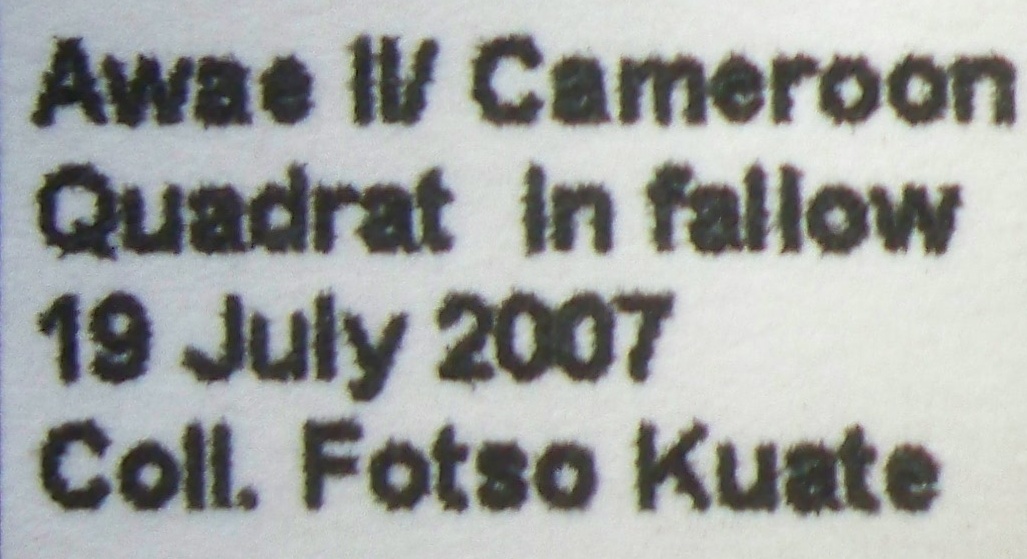 Awae II/ Cameroon
Quadrat In fallow
19 July 2007
Coll. Fotso Kuate